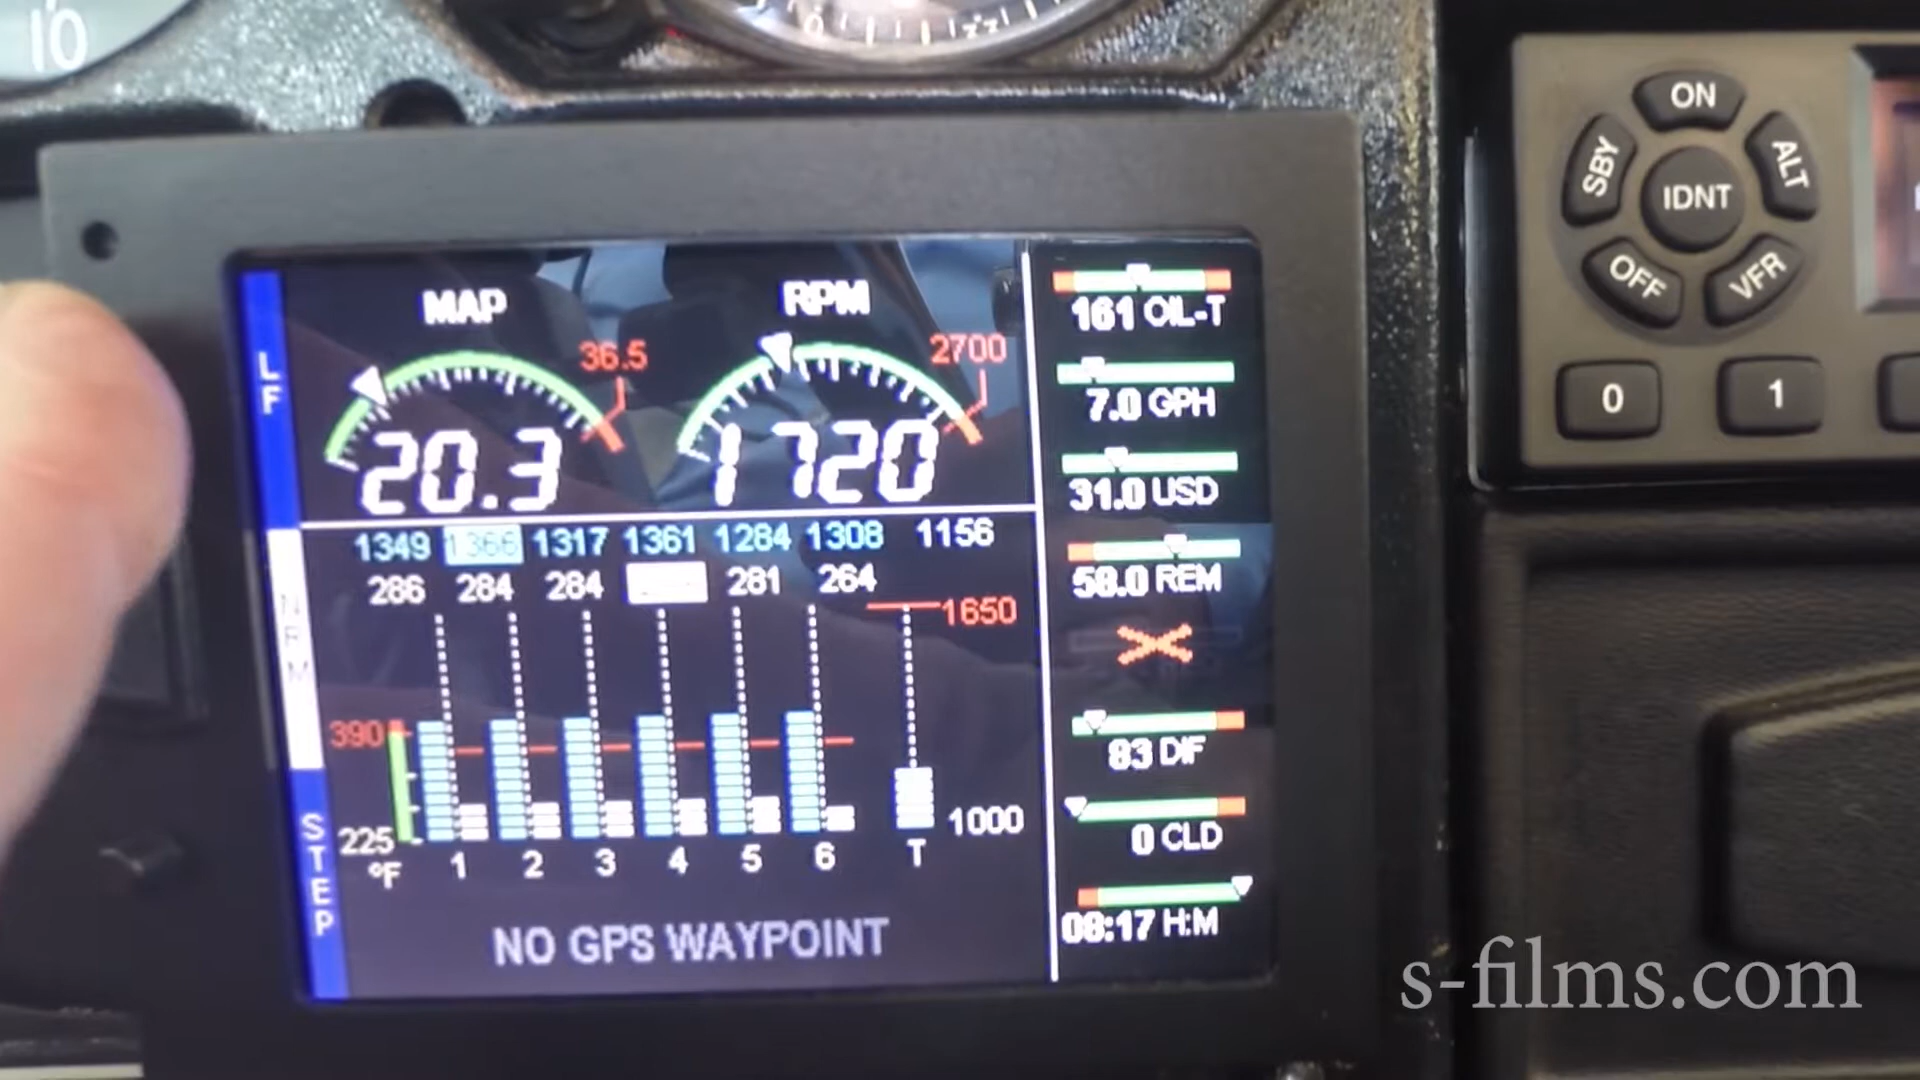 10
ON
SBY
ALT
IDNT
OFF
VFR
0
1
MAP
RPM
36.5
2700
20.3
1720
LF
NRM
STEP
1349 1366 1317 1361 1284 1308 1156
286 284 284 281 264
1650
390
225
°F
1 2 3 4 5 6 T
1000
NO GPS WAYPOINT
161 OIL-T
7.0 GPH
31.0 USD
58.0 REM
83 DIF
0 CLD
08:17 H:M
s-films.com